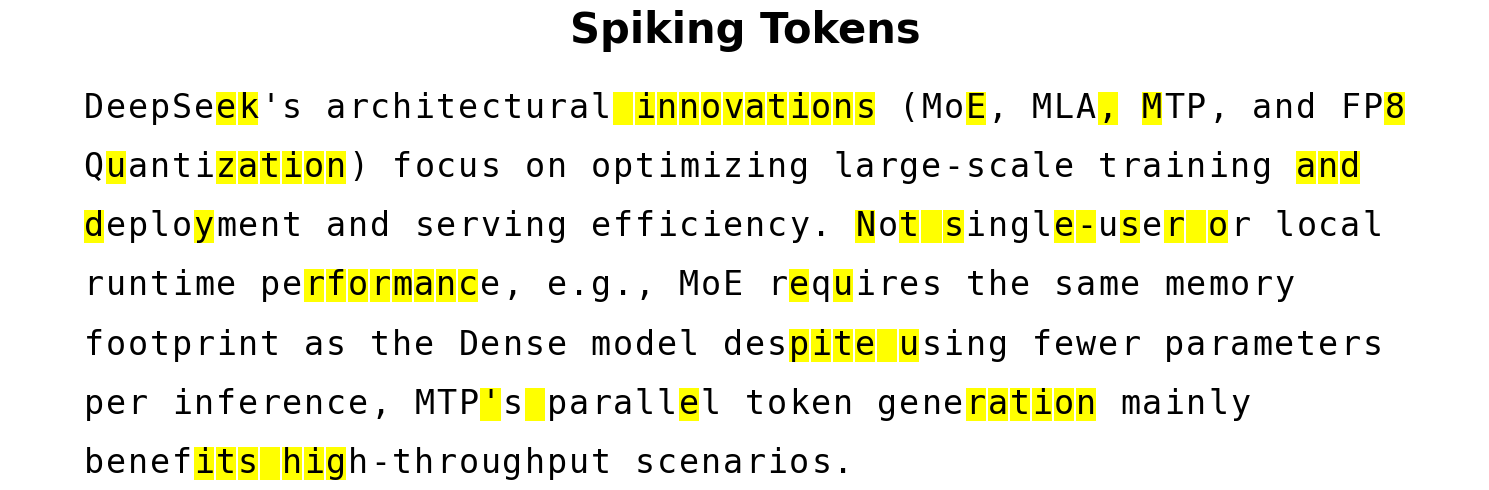 Spiking Tokens
DeepSeek's architectural innovations (MoE, MLA, MTP, and FP8
Quantization) focus on optimizing large-scale training and
deployment and serving efficiency. Not single-user or local
runtime performance, e.g., MoE requires the same memory
footprint as the Dense model despite using fewer parameters
per inference, MTP's parallel token generation mainly
benefits high-throughput scenarios.